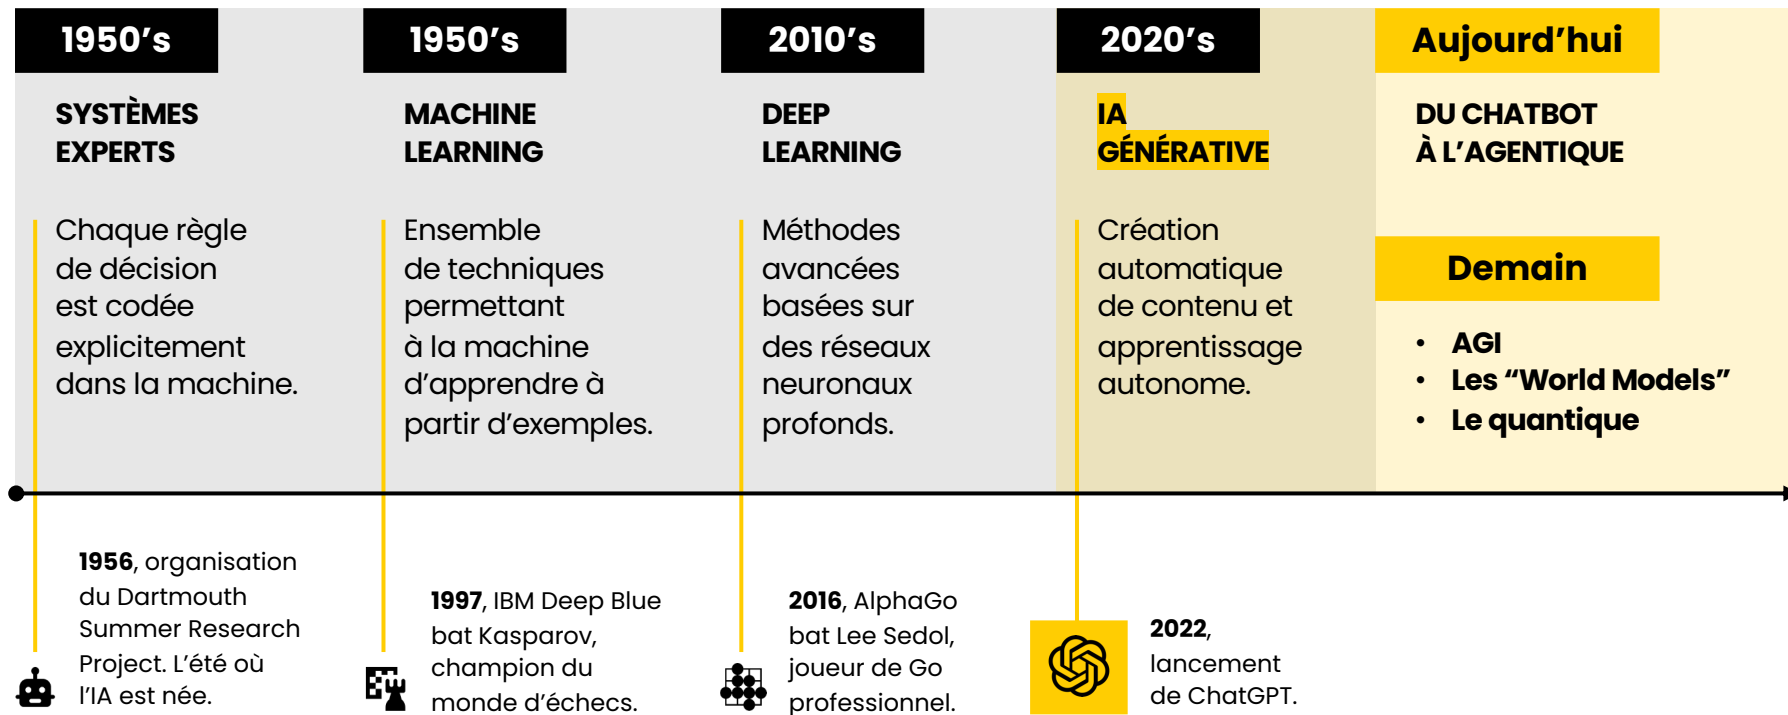 1950’s
SYSTÈMES
EXPERTS
Chaque règle
de décision
est codée
explicitement
dans la machine.
1956, organisation
du Dartmouth
Summer Research
Project. L’été où
l’IA est née.
1950’s
MACHINE
LEARNING
Ensemble
de techniques
permettant
à la machine
d’apprendre à
partir d’exemples.
1997, IBM Deep Blue
bat Kasparov,
champion du
monde d’échecs.
2010’s
DEEP
LEARNING
Méthodes
avancées
basées sur
des réseaux
neuronaux
profonds.
2016, AlphaGo
bat Lee Sedol,
joueur de Go
professionnel.
2020’s
IA
GÉNÉRATIVE
Création
automatique
de contenu et
apprentissage
autonome.
2022,
lancement
de ChatGPT.
Aujourd’hui
DU CHATBOT
À L’AGENTIQUE
Demain
• AGI
• Les “World Models”
• Le quantique